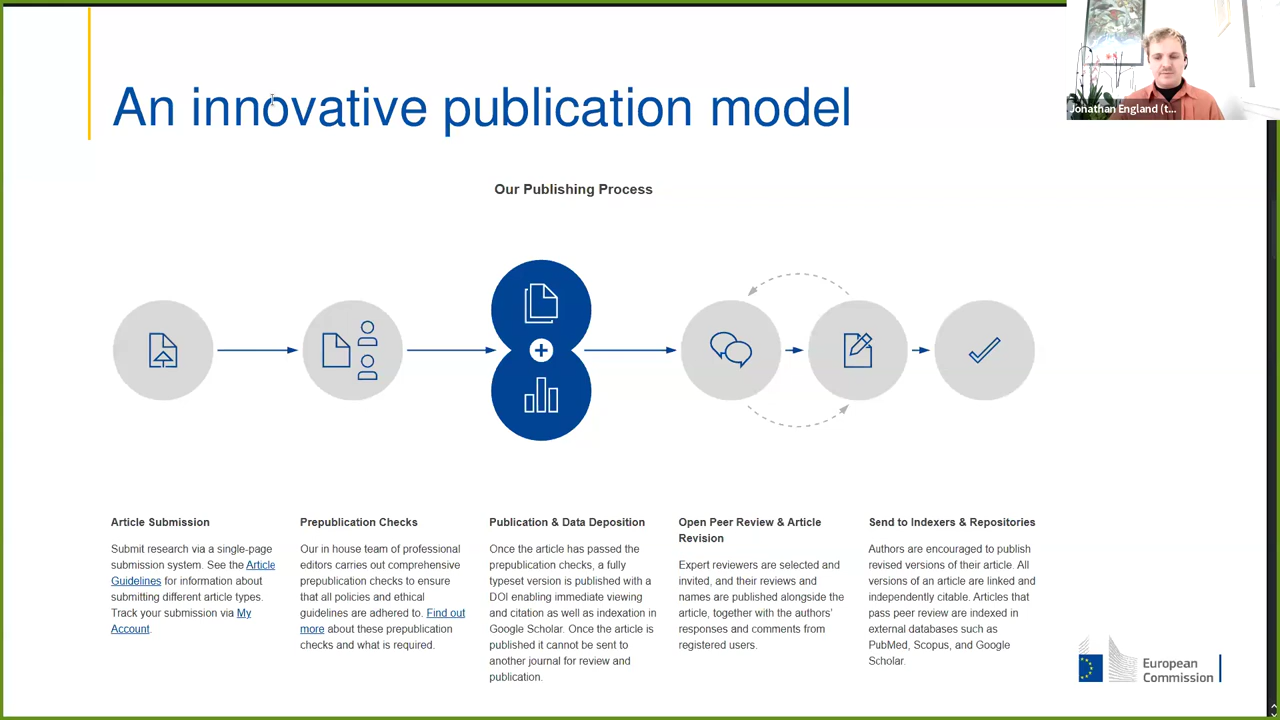 An innovative publication model
Jonathan England (t...
Our Publishing Process
Article Submission
Submit research via a single-page
submission system. See the Article
Guidelines for information about
submitting different article types.
Track your submission via My
Account.
Prepublication Checks
Our in house team of professional
editors carries out comprehensive
prepublication checks to ensure
that all policies and ethical
guidelines are adhered to. Find out
more about these prepublication
checks and what is required.
Publication & Data Deposition
Once the article has passed the
prepublication checks, a fully
typeset version is published with a
DOI enabling immediate viewing
and citation as well as indexation in
Google Scholar. Once the article is
published it cannot be sent to
another journal for review and
publication.
Open Peer Review & Article
Revision
Expert reviewers are selected and
invited, and their reviews and
names are published alongside the
article, together with the authors'
responses and comments from
registered users.
Send to Indexers & Repositories
Authors are encouraged to publish
revised versions of their article. All
versions of an article are linked and
independently citable. Articles that
pass peer review are indexed in
external databases such as
PubMed, Scopus, and Google
Scholar.
European
Commission